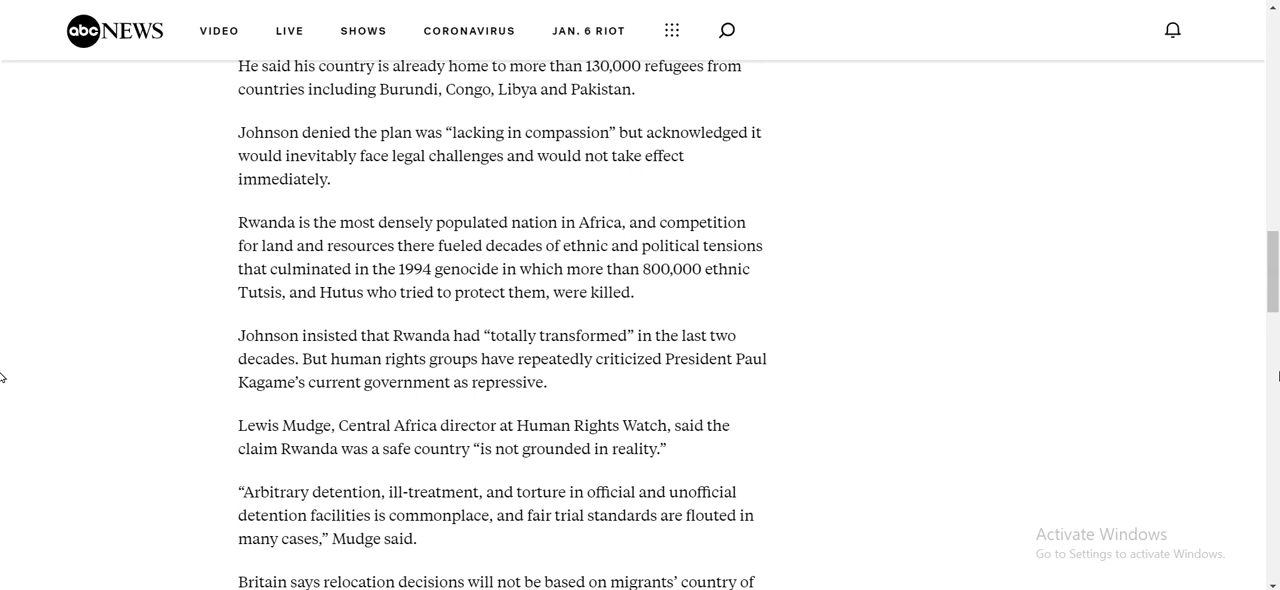 abc NEWS VIDEO LIVE SHOWS CORONAVIRUS JAN. 6 RIOT
He said his country is already home to more than 130,000 refugees from
countries including Burundi, Congo, Libya and Pakistan.
Johnson denied the plan was “lacking in compassion” but acknowledged it
would inevitably face legal challenges and would not take effect
immediately.
Rwanda is the most densely populated nation in Africa, and competition
for land and resources there fueled decades of ethnic and political tensions
that culminated in the 1994 genocide in which more than 800,000 ethnic
Tutsis, and Hutus who tried to protect them, were killed.
Johnson insisted that Rwanda had “totally transformed” in the last two
decades. But human rights groups have repeatedly criticized President Paul
Kagame’s current government as repressive.
Lewis Mudge, Central Africa director at Human Rights Watch, said the
claim Rwanda was a safe country “is not grounded in reality.”
“Arbitrary detention, ill-treatment, and torture in official and unofficial
detention facilities is commonplace, and fair trial standards are flouted in
many cases,” Mudge said.
Britain says relocation decisions will not be based on migrants’ country of
Activate Windows
Go to Settings to activate Windows.